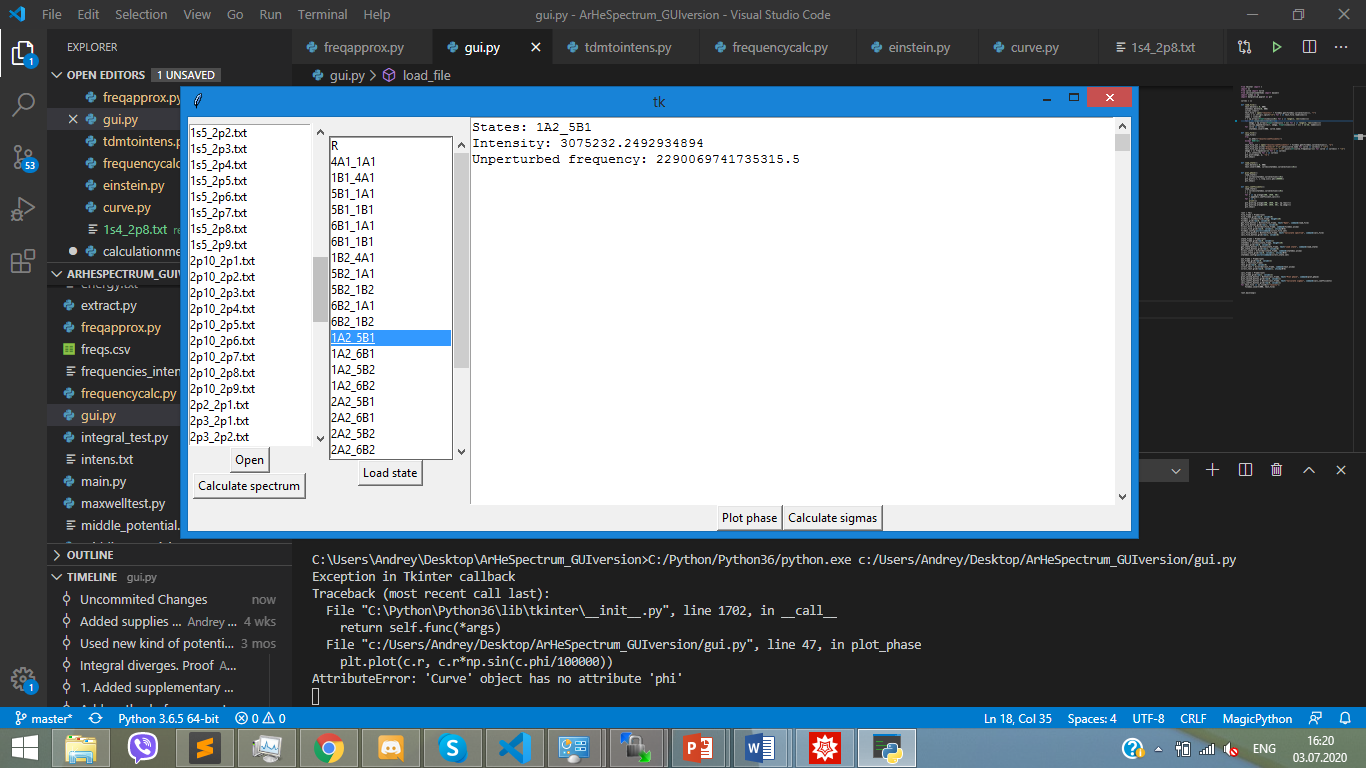 File Edit Selection View Go Run Terminal Help gui.py - ArHeSpectrum_GUIversion - Visual Studio Code
EXPLORER
freqapprox.py gui.py tdmtointens.py frequencycalc.py einstein.py curve.py 1s4_2p8.txt
OPEN EDITORS 1 UNSAVED
gui.py > load_file
freqapprox.py
gui.py
tdmtointens.
frequencycalc
einstein.py
curve.py
1s4_2p8.txt
calculationme
ARHESPECTRUM_GUIV
extract.py
freqapprox.py
freqs.csv
frequencies_inten
frequencycalc.py
gui.py
integral_test.py
intens.txt
main.py
maxwelltest.py
middle_potential.
OUTLINE
TIMELINE gui.py
Uncommited Changes now
Added supplies ... Andrey ... 4 wks
Used new kind of potenti... 3 mos
Integral diverges. Proof A...
1. Added supplementary ...
1
53
1
tk
1s5_2p2.txt
1s5_2p3.txt
1s5_2p4.txt
1s5_2p5.txt
1s5_2p6.txt
1s5_2p7.txt
1s5_2p8.txt
1s5_2p9.txt
2p10_2p1.txt
2p10_2p2.txt
2p10_2p3.txt
2p10_2p4.txt
2p10_2p5.txt
2p10_2p6.txt
2p10_2p7.txt
2p10_2p8.txt
2p10_2p9.txt
2p2_2p1.txt
2p3_2p1.txt
2p3_2p2.txt
Open
Calculate spectrum
R
4A1_1A1
1B1_4A1
5B1_1A1
5B1_1B1
6B1_1A1
6B1_1B1
1B2_4A1
5B2_1A1
5B2_1B2
6B2_1A1
6B2_1B2
1A2_5B1
1A2_6B1
1A2_5B2
1A2_6B2
2A2_5B1
2A2_6B1
2A2_5B2
2A2_6B2
Load state
States: 1A2_5B1
Intensity: 3075232.2492934894
Unperturbed frequency: 2290069741735315.5
Plot phase Calculate sigmas
C:\Users\Andrey\Desktop\ArHeSpectrum_GUIversion>C:/Python/Python36/python.exe c:/Users/Andrey/Desktop/ArHeSpectrum_GUIversion/gui.py
Exception in Tkinter callback
Traceback (most recent call last):
File "C:\Python\Python36\lib\tkinter\__init__.py", line 1702, in __call__
return self.func(*args)
File "c:/Users/Andrey/Desktop/ArHeSpectrum_GUIversion/gui.py", line 47, in plot_phase
plt.plot(c.r, c.r*np.sin(c.phi/100000))
AttributeError: 'Curve' object has no attribute 'phi'
master* Python 3.6.5 64-bit 0 0 Ln 18, Col 35 Spaces: 4 UTF-8 CRLF MagicPython
ENG
16:20
03.07.2020